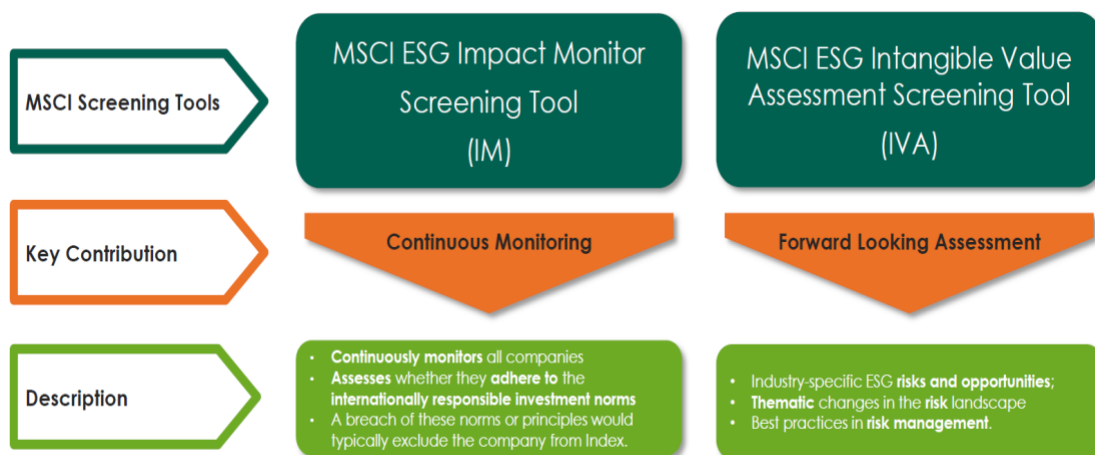 MSCI Screening Tools
MSCI ESG Impact Monitor
Screening Tool
(IM)
MSCI ESG Intangible Value
Assessment Screening Tool
(IVA)
Key Contribution
Continuous Monitoring
Forward Looking Assessment
Description
• Continuously monitors all companies
• Assesses whether they adhere to the
internationally responsible investment norms
• A breach of these norms or principles would
typically exclude the company from Index.
• Industry-specific ESG risks and opportunities;
• Thematic changes in the risk landscape
• Best practices in risk management.